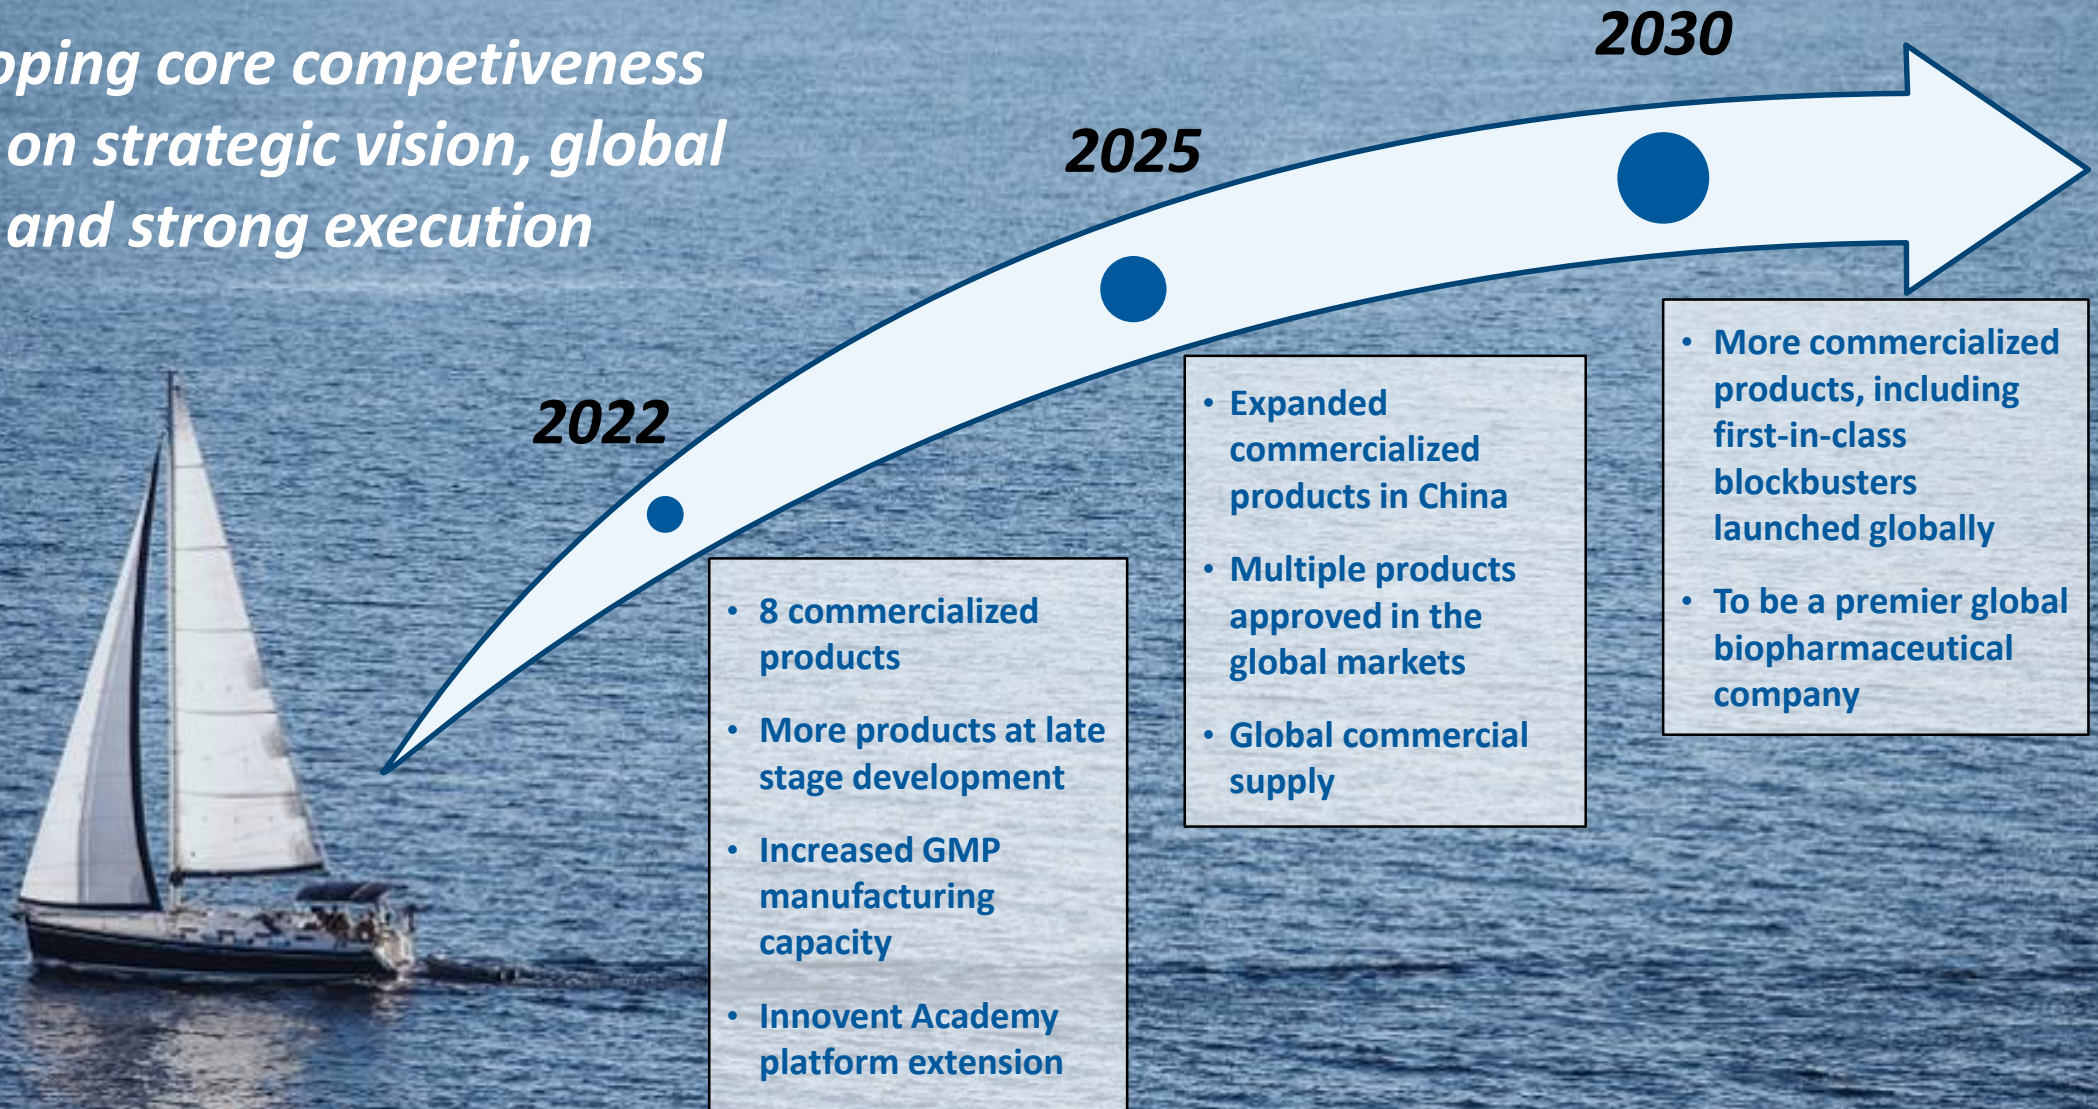 oping core competiveness
on strategic vision, global
and strong execution
2022
2025
2030
• 8 commercialized
products
• More products at late
stage development
• Increased GMP
manufacturing
capacity
• Innovent Academy
platform extension
• Expanded
commercialized
products in China
• Multiple products
approved in the
global markets
• Global commercial
supply
• More commercialized
products, including
first-in-class
blockbusters
launched globally
• To be a premier global
biopharmaceutical
company